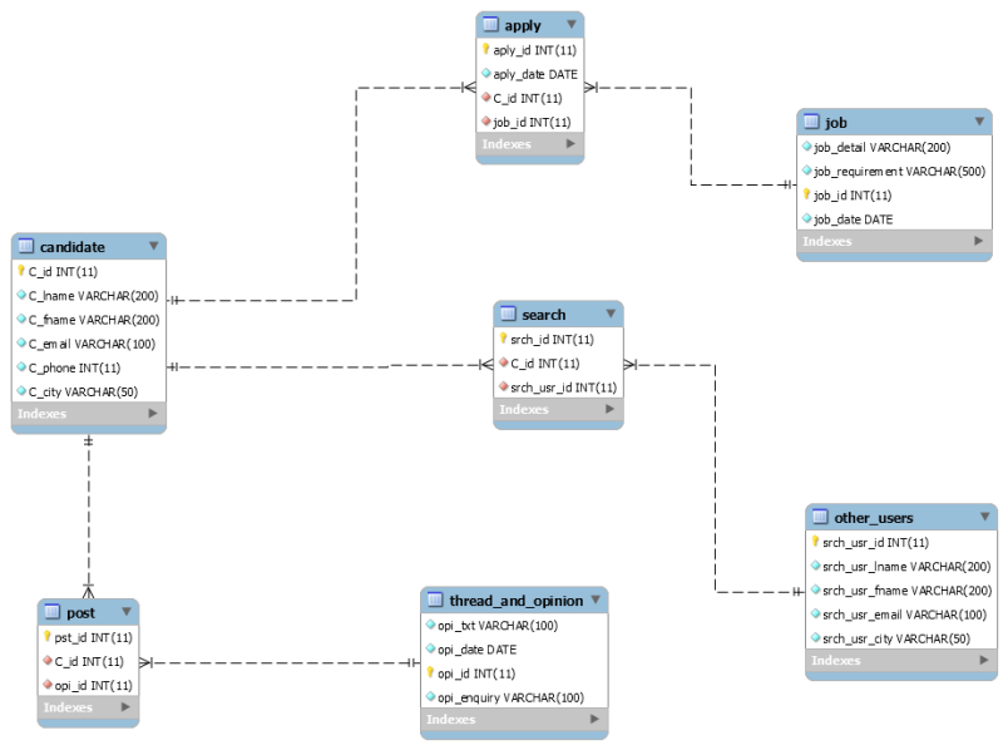 apply
aply_id INT(11)
aply_date DATE
C_id INT(11)
job_id INT(11)
Indexes
job
job_detail VARCHAR(200)
job_requirement VARCHAR(500)
job_id INT(11)
job_date DATE
Indexes
candidate
C_id INT(11)
C_lname VARCHAR(200)
C_fname VARCHAR(200)
C_email VARCHAR(100)
C_phone INT(11)
C_city VARCHAR(50)
Indexes
search
srch_id INT(11)
C_id INT(11)
srch_usr_id INT(11)
Indexes
other_users
srch_usr_id INT(11)
srch_usr_lname VARCHAR(200)
srch_usr_fname VARCHAR(200)
srch_usr_email VARCHAR(100)
srch_usr_city VARCHAR(50)
Indexes
post
pst_id INT(11)
C_id INT(11)
opi_id INT(11)
Indexes
thread_and_opinion
opi_txt VARCHAR(100)
opi_date DATE
opi_id INT(11)
opi_enquiry VARCHAR(100)
Indexes